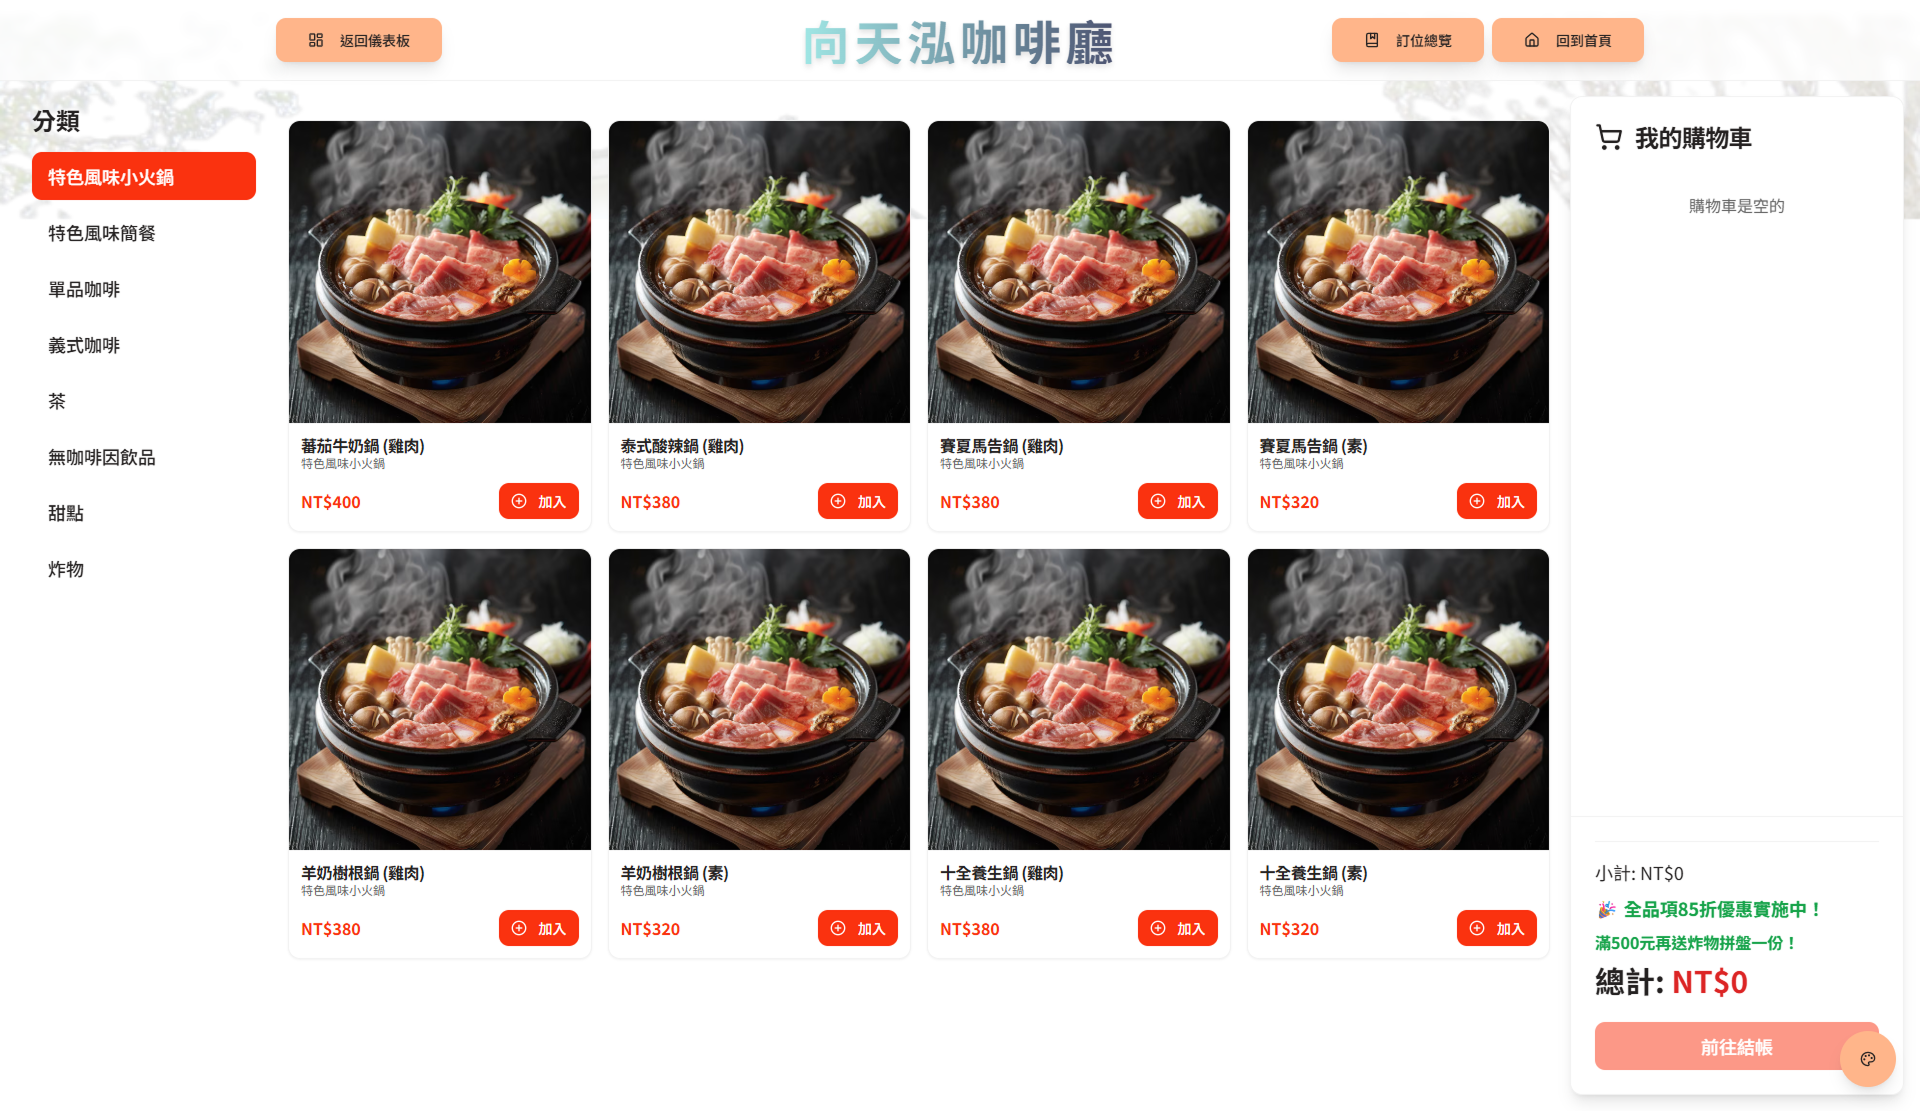 返回儀表板
向天泓咖啡廳
訂位總覽
回到首頁
分類
特色風味小火鍋
特色風味簡餐
單品咖啡
義式咖啡
茶
無咖啡因飲品
甜點
炸物
蕃茄牛奶鍋 (雞肉)
特色風味小火鍋
NT$400
加入
泰式酸辣鍋 (雞肉)
特色風味小火鍋
NT$380
加入
賽夏馬告鍋 (雞肉)
特色風味小火鍋
NT$380
加入
賽夏馬告鍋 (素)
特色風味小火鍋
NT$320
加入
羊奶樹根鍋 (雞肉)
特色風味小火鍋
NT$380
加入
羊奶樹根鍋 (素)
特色風味小火鍋
NT$320
加入
十全養生鍋 (雞肉)
特色風味小火鍋
NT$380
加入
十全養生鍋 (素)
特色風味小火鍋
NT$320
加入
我的購物車
購物車是空的
小計: NT$0
🎉 全品項85折優惠實施中！
滿500元再送炸物拼盤一份！
總計: NT$0
前往結帳